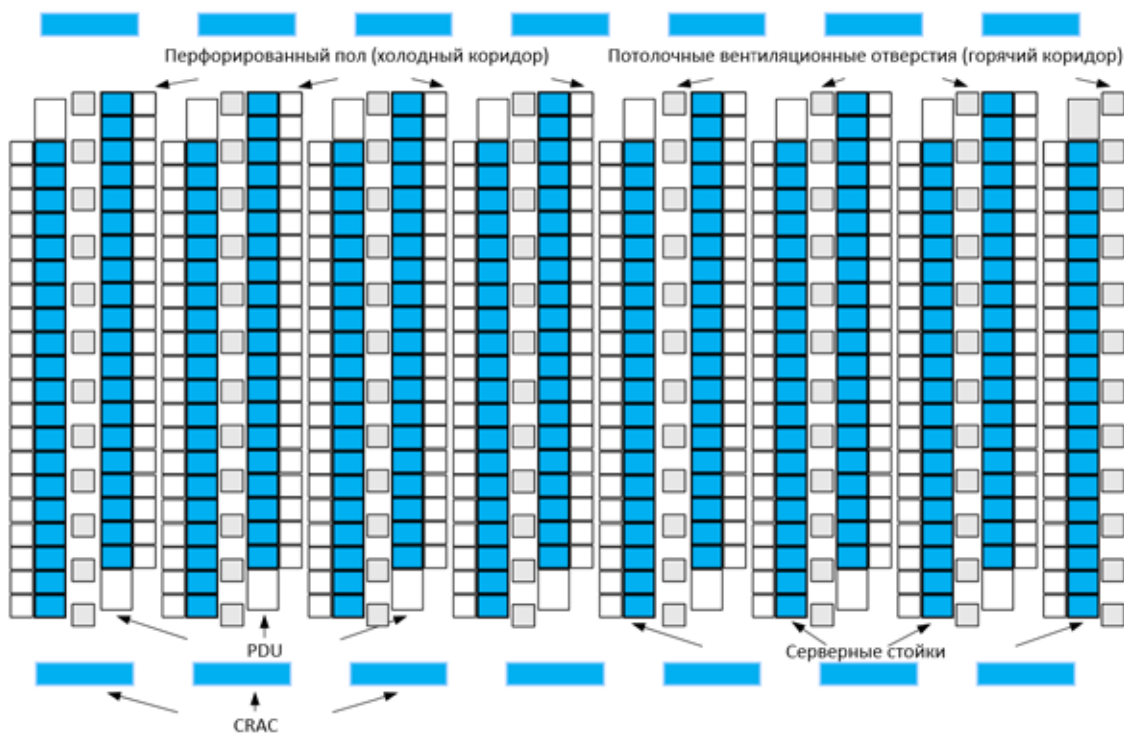 Перфорированный пол (холодный коридор)
Потолочные вентиляционные отверстия (горячий коридор)
PDU
Серверные стойки
CRAC